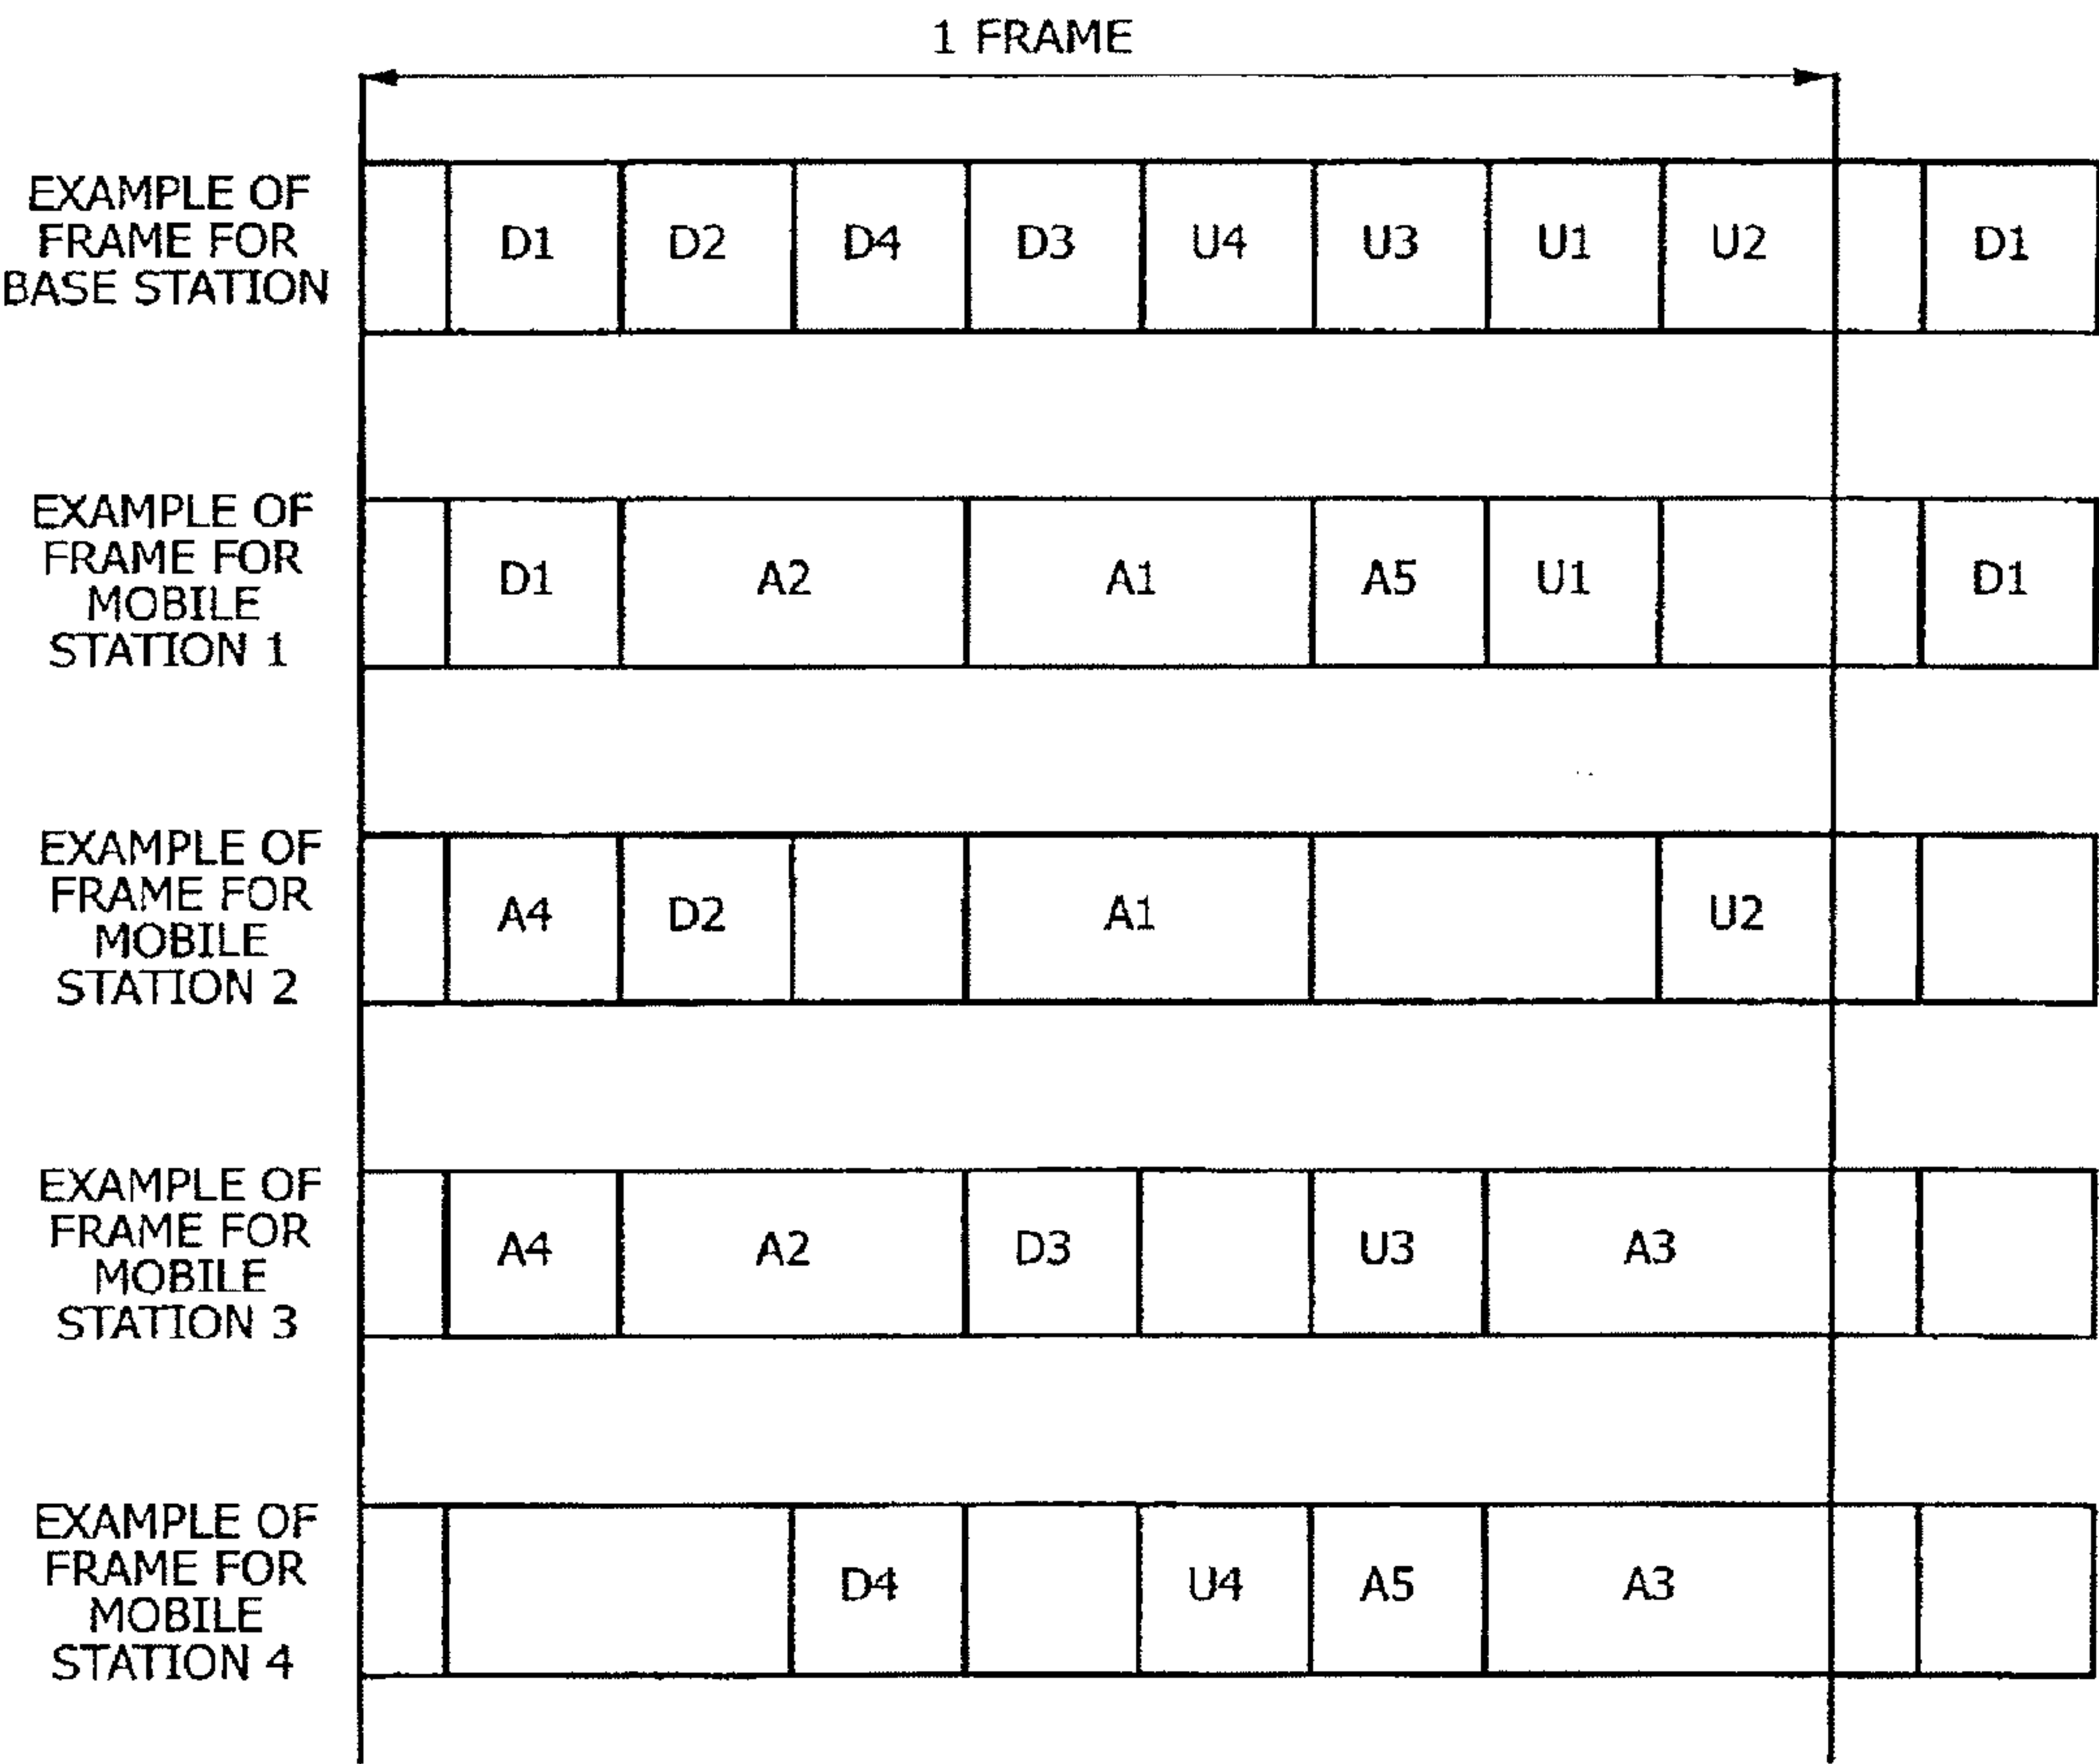 1 FRAME
EXAMPLE OF
FRAME FOR
BASE STATION
D1 D2 D4 D3 U4 U3 U1 U2 D1
EXAMPLE OF
FRAME FOR
MOBILE
STATION 1
D1 A2 A1 A5 U1 D1
EXAMPLE OF
FRAME FOR
MOBILE
STATION 2
A4 D2 A1 U2
EXAMPLE OF
FRAME FOR
MOBILE
STATION 3
A4 A2 D3 U3 A3
EXAMPLE OF
FRAME FOR
MOBILE
STATION 4
D4 U4 A5 A3